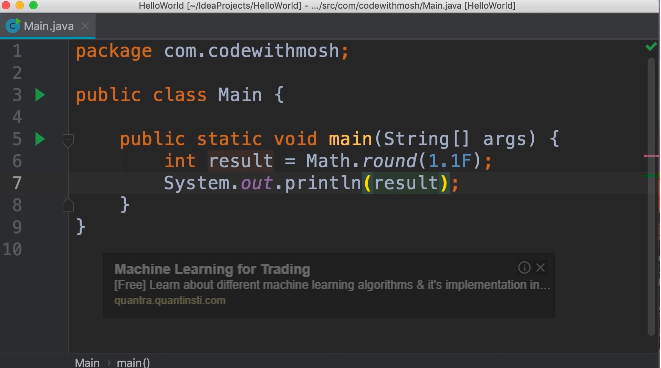 HelloWorld [~/IdeaProjects/HelloWorld] - .../src/com/codewithmosh/Main.java [HelloWorld]
C Main.java ×
1 package com.codewithmosh;
2
3 public class Main {
4
5 public static void main(String[] args) {
6 int result = Math.round(1.1F);
7 System.out.println(result);
8 }
9 }
10
Machine Learning for Trading
[Free] Learn about different machine learning algorithms & it's implementation in...
quantra.quantinsti.com
Main › main()